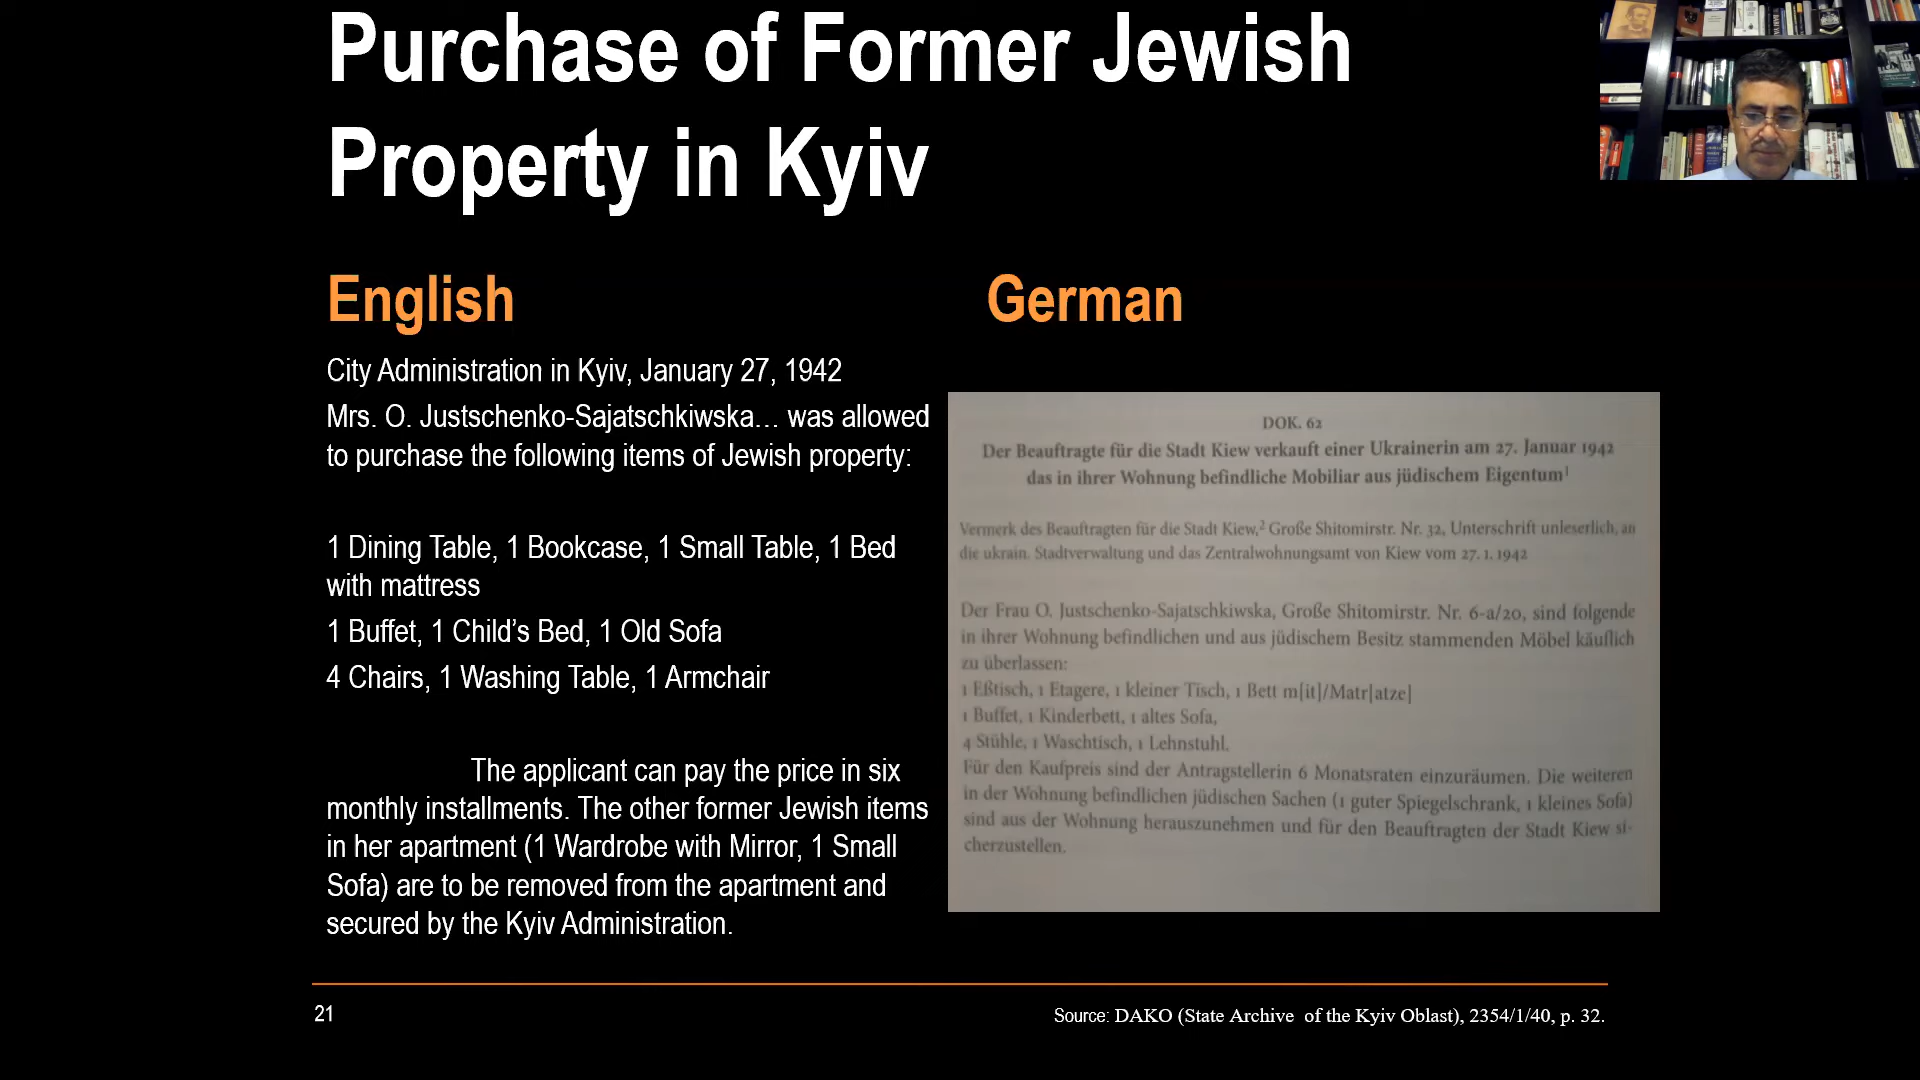 Purchase of Former Jewish
Property in Kyiv
English
City Administration in Kyiv, January 27, 1942
Mrs. O. Justschenko-Sajatschkiwska… was allowed
to purchase the following items of Jewish property:
1 Dining Table, 1 Bookcase, 1 Small Table, 1 Bed
with mattress
1 Buffet, 1 Child’s Bed, 1 Old Sofa
4 Chairs, 1 Washing Table, 1 Armchair
The applicant can pay the price in six
monthly installments. The other former Jewish items
in her apartment (1 Wardrobe with Mirror, 1 Small
Sofa) are to be removed from the apartment and
secured by the Kyiv Administration.
German
DOK. 62
Der Beauftragte für die Stadt Kiew verkauft einer Ukrainerin am 27. Januar 1942
das in ihrer Wohnung befindliche Mobiliar aus jüdischem Eigentum¹
Vermerk des Beauftragten für die Stadt Kiew,² Große Shitomirstr. Nr. 32, Unterschrift unleserlich, an
die ukrain. Stadtverwaltung und das Zentralwohnungsamt von Kiew vom 27. 1. 1942
Der Frau O. Justschenko-Sajatschkiwska, Große Shitomirstr. Nr. 6-a/20, sind folgende
in ihrer Wohnung befindlichen und aus jüdischem Besitz stammenden Möbel käuflich
zu überlassen:
1 Eßtisch, 1 Etagere, 1 kleiner Tisch, 1 Bett m[it]/Matr[atze]
1 Buffet, 1 Kinderbett, 1 altes Sofa,
4 Stühle, 1 Waschtisch, 1 Lehnstuhl.
Für den Kaufpreis sind der Antragstellerin 6 Monatsraten einzuräumen. Die weiteren
in der Wohnung befindlichen jüdischen Sachen (1 guter Spiegelschrank, 1 kleines Sofa)
sind aus der Wohnung herauszunehmen und für den Beauftragten der Stadt Kiew si-
cherzustellen.
21
Source: DAKO (State Archive of the Kyiv Oblast), 2354/1/40, p. 32.